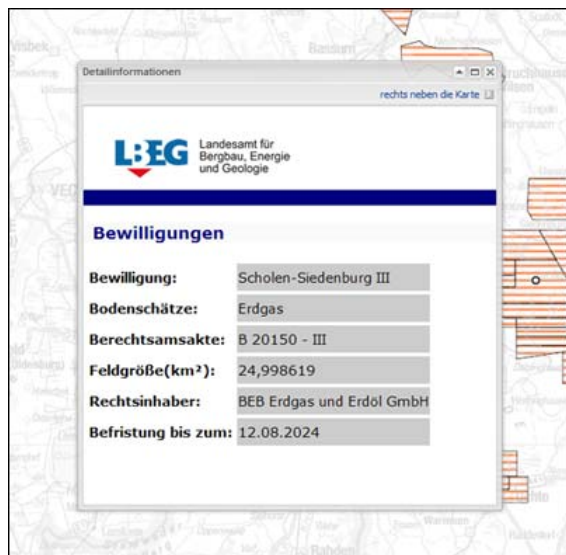 Visbek
Bassum
Detailinformationen
rechts neben die Karte
LBEG
Landesamt für
Bergbau, Energie
und Geologie
VEC
Bewilligungen
Bewilligung: Scholen-Siedenburg III
Bodenschätze: Erdgas
Berechtsamsakte: B 20150 - III
Feldgröße(km²): 24,998619
Rechtsinhaber: BEB Erdgas und Erdöl GmbH
Befristung bis zum: 12.08.2024
Rahden